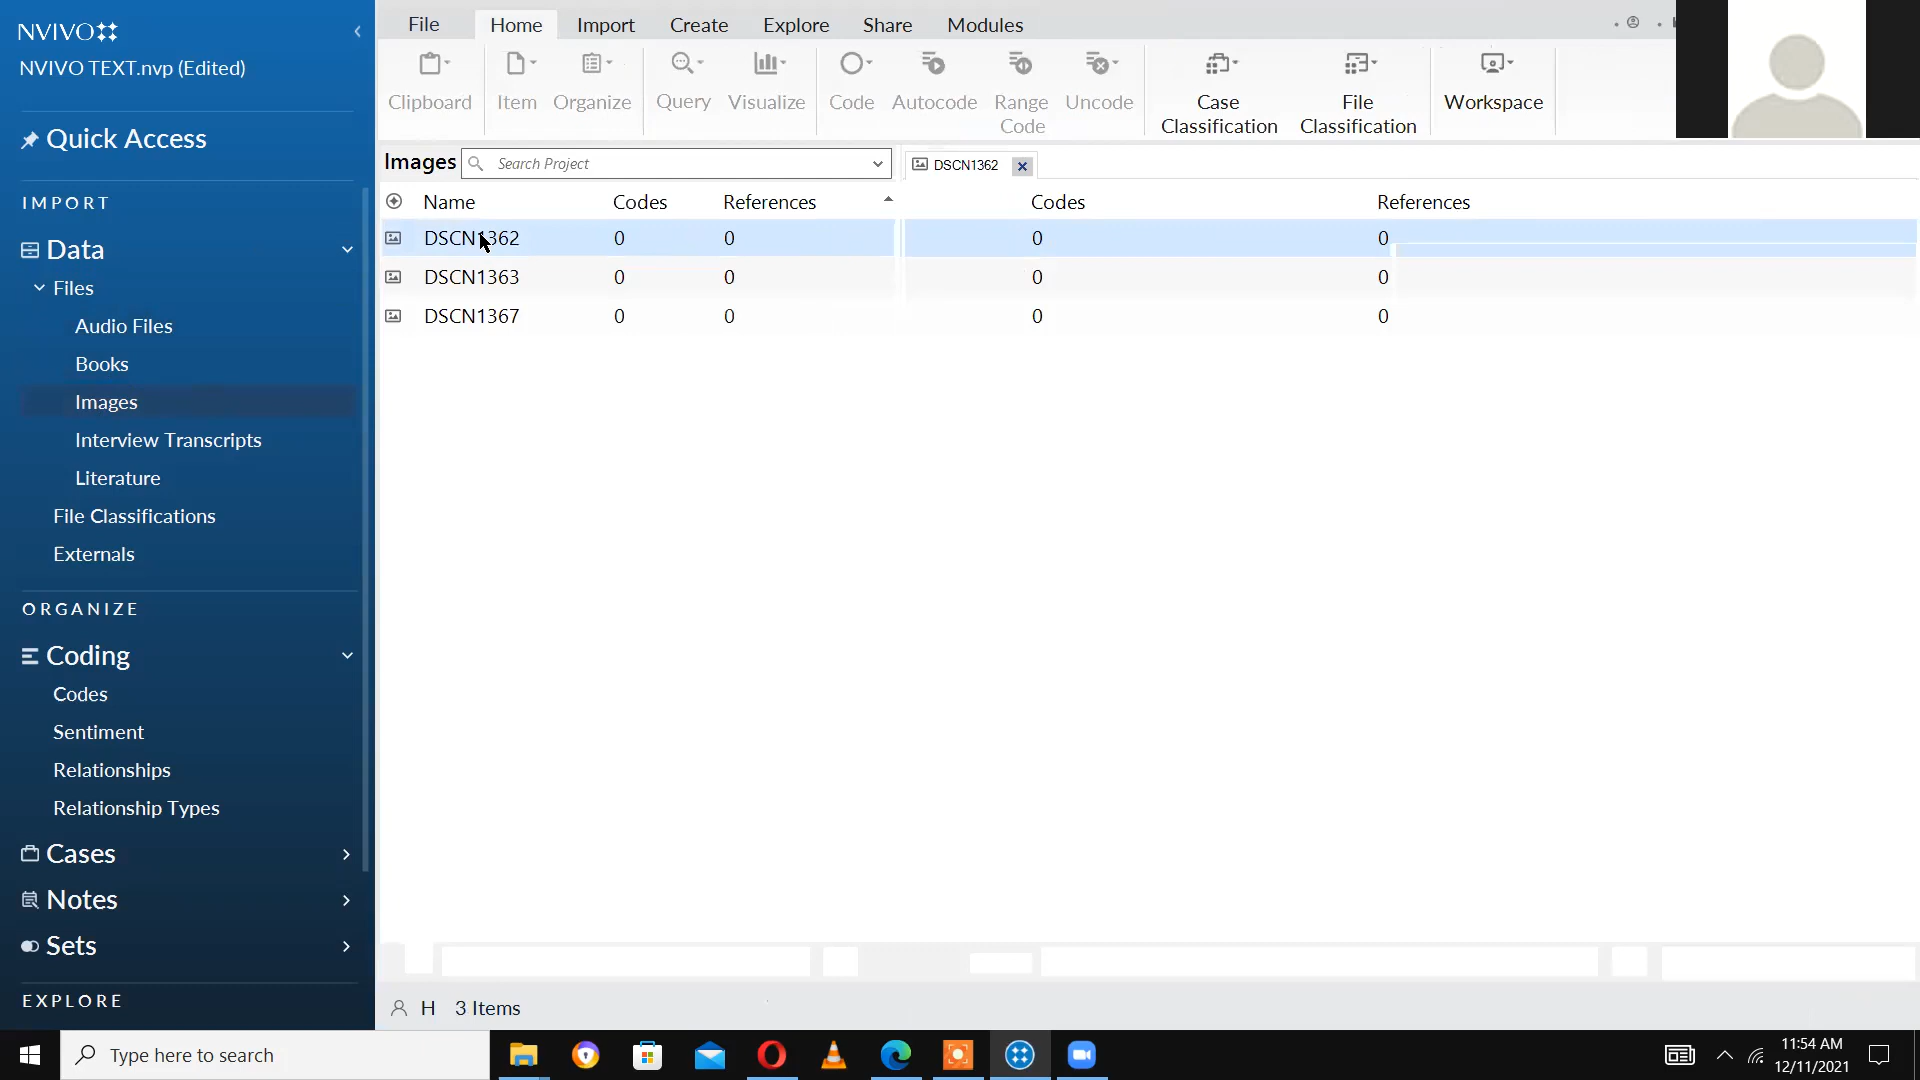 NVIVO
NVIVO TEXT.nvp (Edited)
Quick Access
IMPORT
Data
Files
Audio Files
Books
Images
Interview Transcripts
Literature
File Classifications
Externals
ORGANIZE
Coding
Codes
Sentiment
Relationships
Relationship Types
Cases
Notes
Sets
EXPLORE
File Home Import Create Explore Share Modules
Clipboard Item Organize Query Visualize Code Autocode Range Code Uncode Case Classification File Classification Workspace
Images Search Project DSCN1362
Name Codes References Codes References
DSCN1362 0 0 0 0
DSCN1363 0 0 0 0
DSCN1367 0 0 0 0
H 3 Items
Type here to search
11:54 AM
12/11/2021